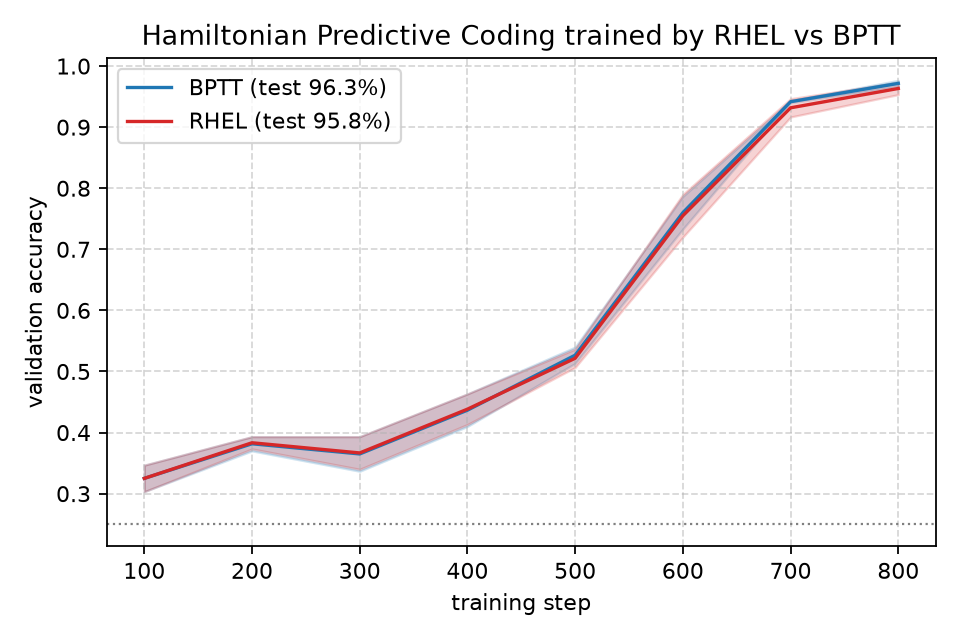 Hamiltonian Predictive Coding trained by RHEL vs BPTT
BPTT (test 96.3%)
RHEL (test 95.8%)
validation accuracy
1.0
0.9
0.8
0.7
0.6
0.5
0.4
0.3
100 200 300 400 500 600 700 800
training step